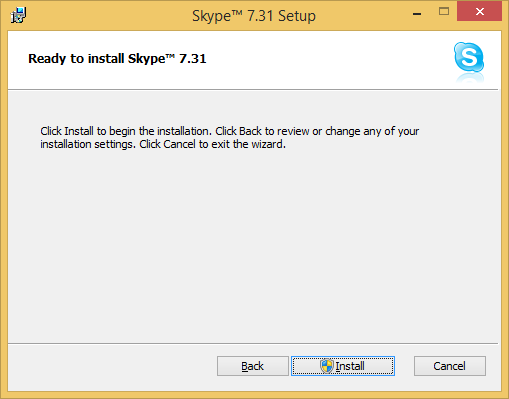 Skype™ 7.31 Setup
Ready to install Skype™ 7.31
S
Click Install to begin the installation. Click Back to review or change any of your
installation settings. Click Cancel to exit the wizard.
Back
Install
Cancel